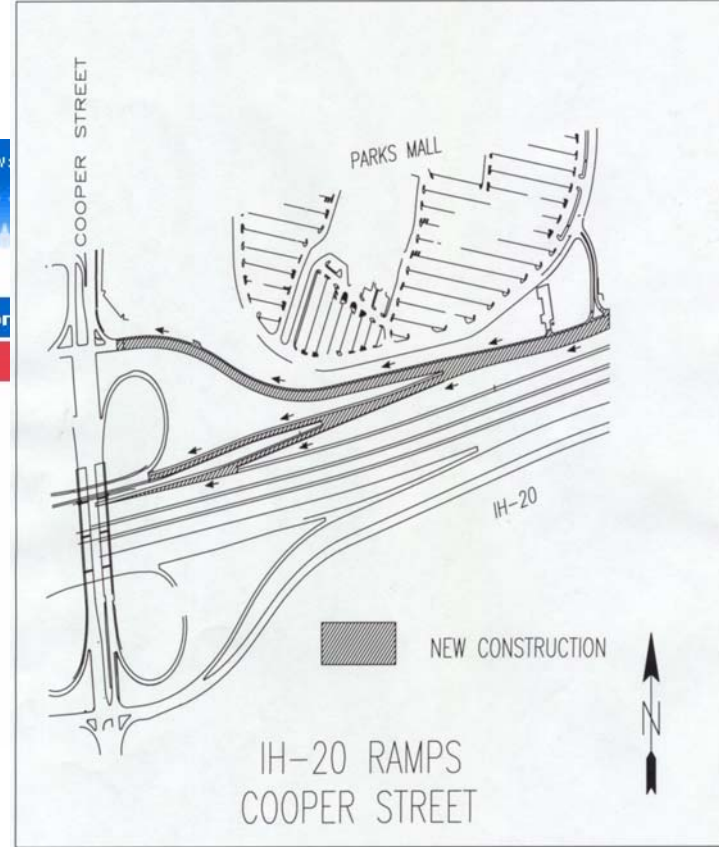 COOPER STREET
PARKS MALL
IH-20
NEW CONSTRUCTION
N
IH-20 RAMPS
COOPER STREET